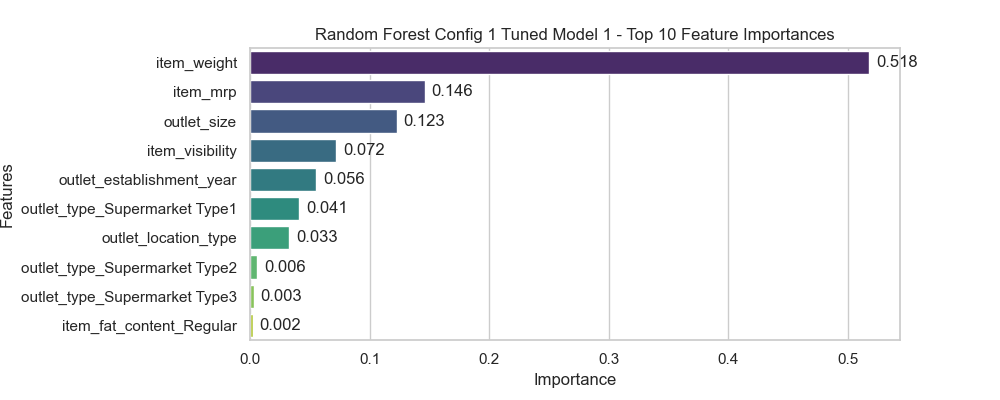 Random Forest Config 1 Tuned Model 1 - Top 10 Feature Importances
Features
item_weight 0.518
item_mrp 0.146
outlet_size 0.123
item_visibility 0.072
outlet_establishment_year 0.056
outlet_type_Supermarket Type1 0.041
outlet_location_type 0.033
outlet_type_Supermarket Type2 0.006
outlet_type_Supermarket Type3 0.003
item_fat_content_Regular 0.002
0.0 0.1 0.2 0.3 0.4 0.5
Importance